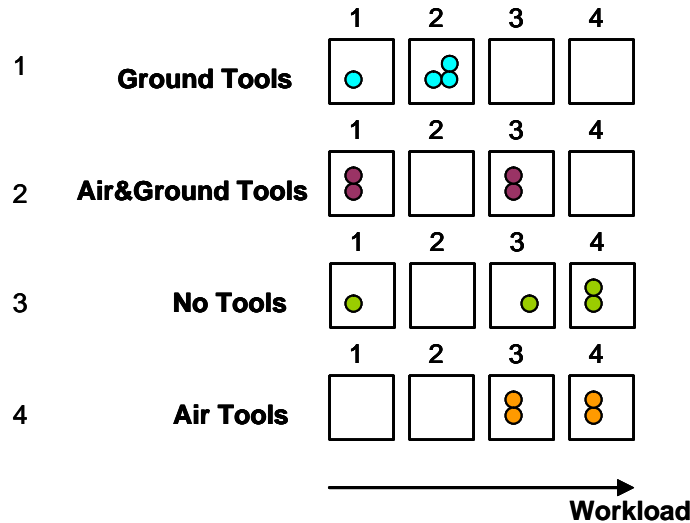 1 2 3 4
1 Ground Tools
1 2 3 4
2 Air&Ground Tools
1 2 3 4
3 No Tools
1 2 3 4
4 Air Tools
Workload